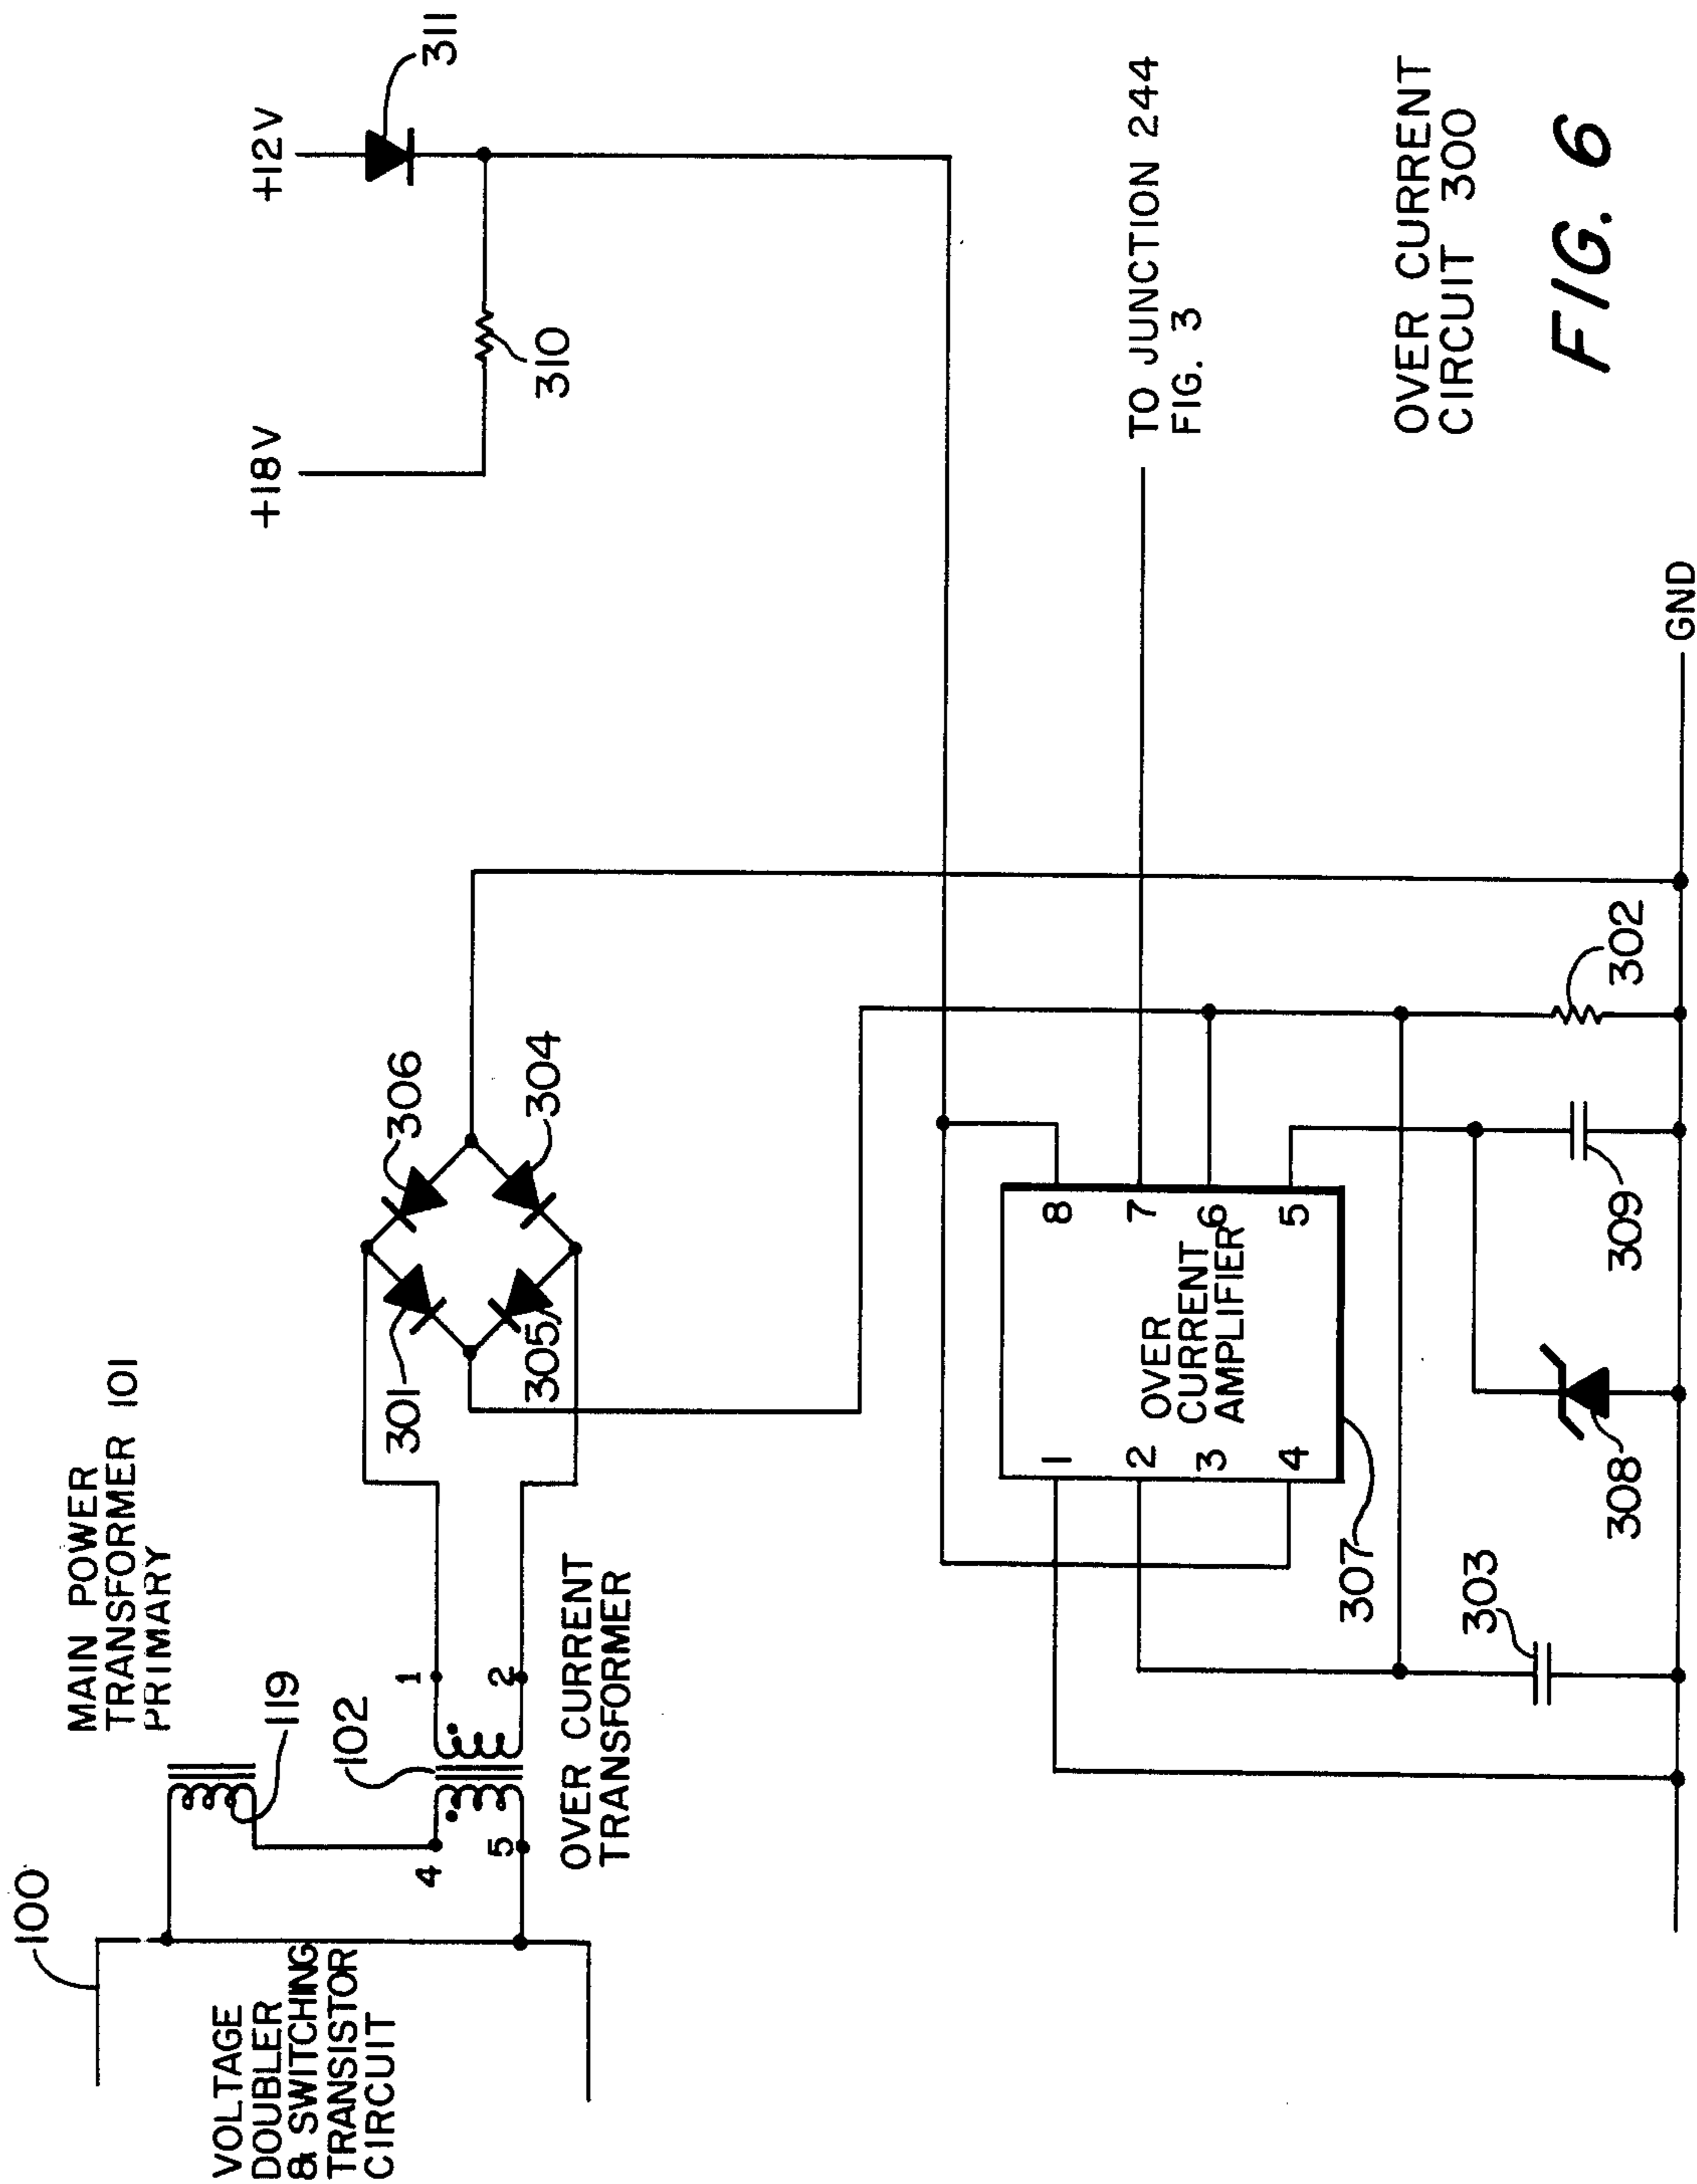 100
VOLTAGE
DOUBLER
& SWITCHING
TRANSISTOR
CIRCUIT
MAIN POWER
TRANSFORMER 101
PRIMARY
119
102
4
5
1
2
OVER CURRENT
TRANSFORMER
301
306
305
304
+18V
+12V
310
311
1
2
3
4
OVER
CURRENT
AMPLIFIER
8
7
6
5
307
303
308
309
302
GND
TO JUNCTION 244
FIG. 3
OVER CURRENT
CIRCUIT 300
FIG. 6